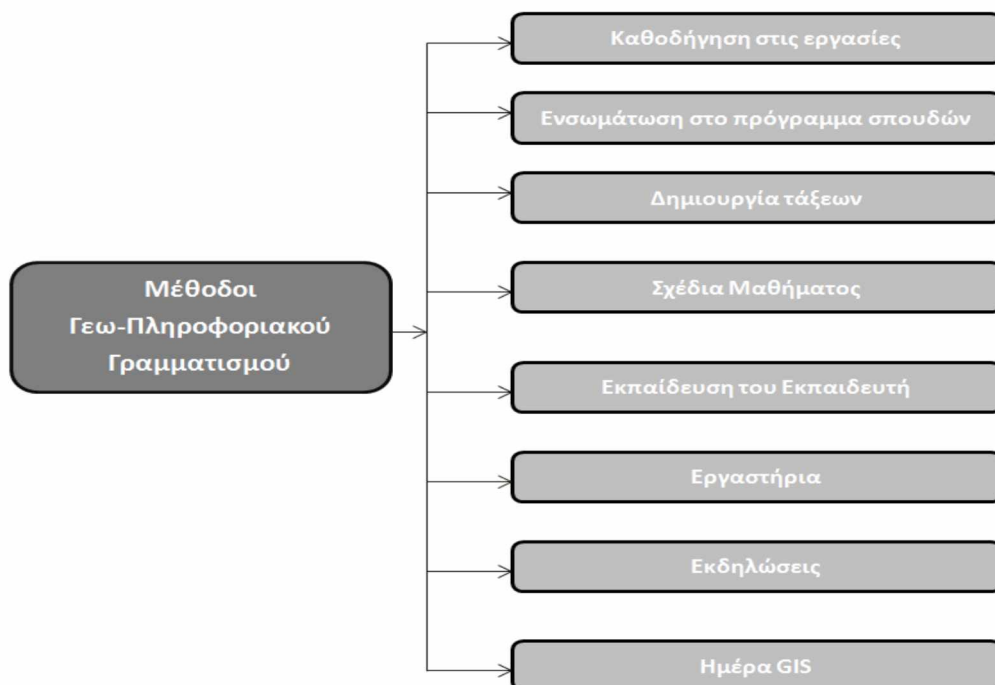 Καθοδήγηση στις εργασίες
Ενσωμάτωση στο πρόγραμμα σπουδών
Δημιουργία τάξεων
Μέθοδοι
Γεω-Πληροφοριακού
Γραμματισμού
Σχέδια Μαθήματος
Εκπαίδευση του Εκπαιδευτή
Εργαστήρια
Εκδηλώσεις
Ημέρα GIS